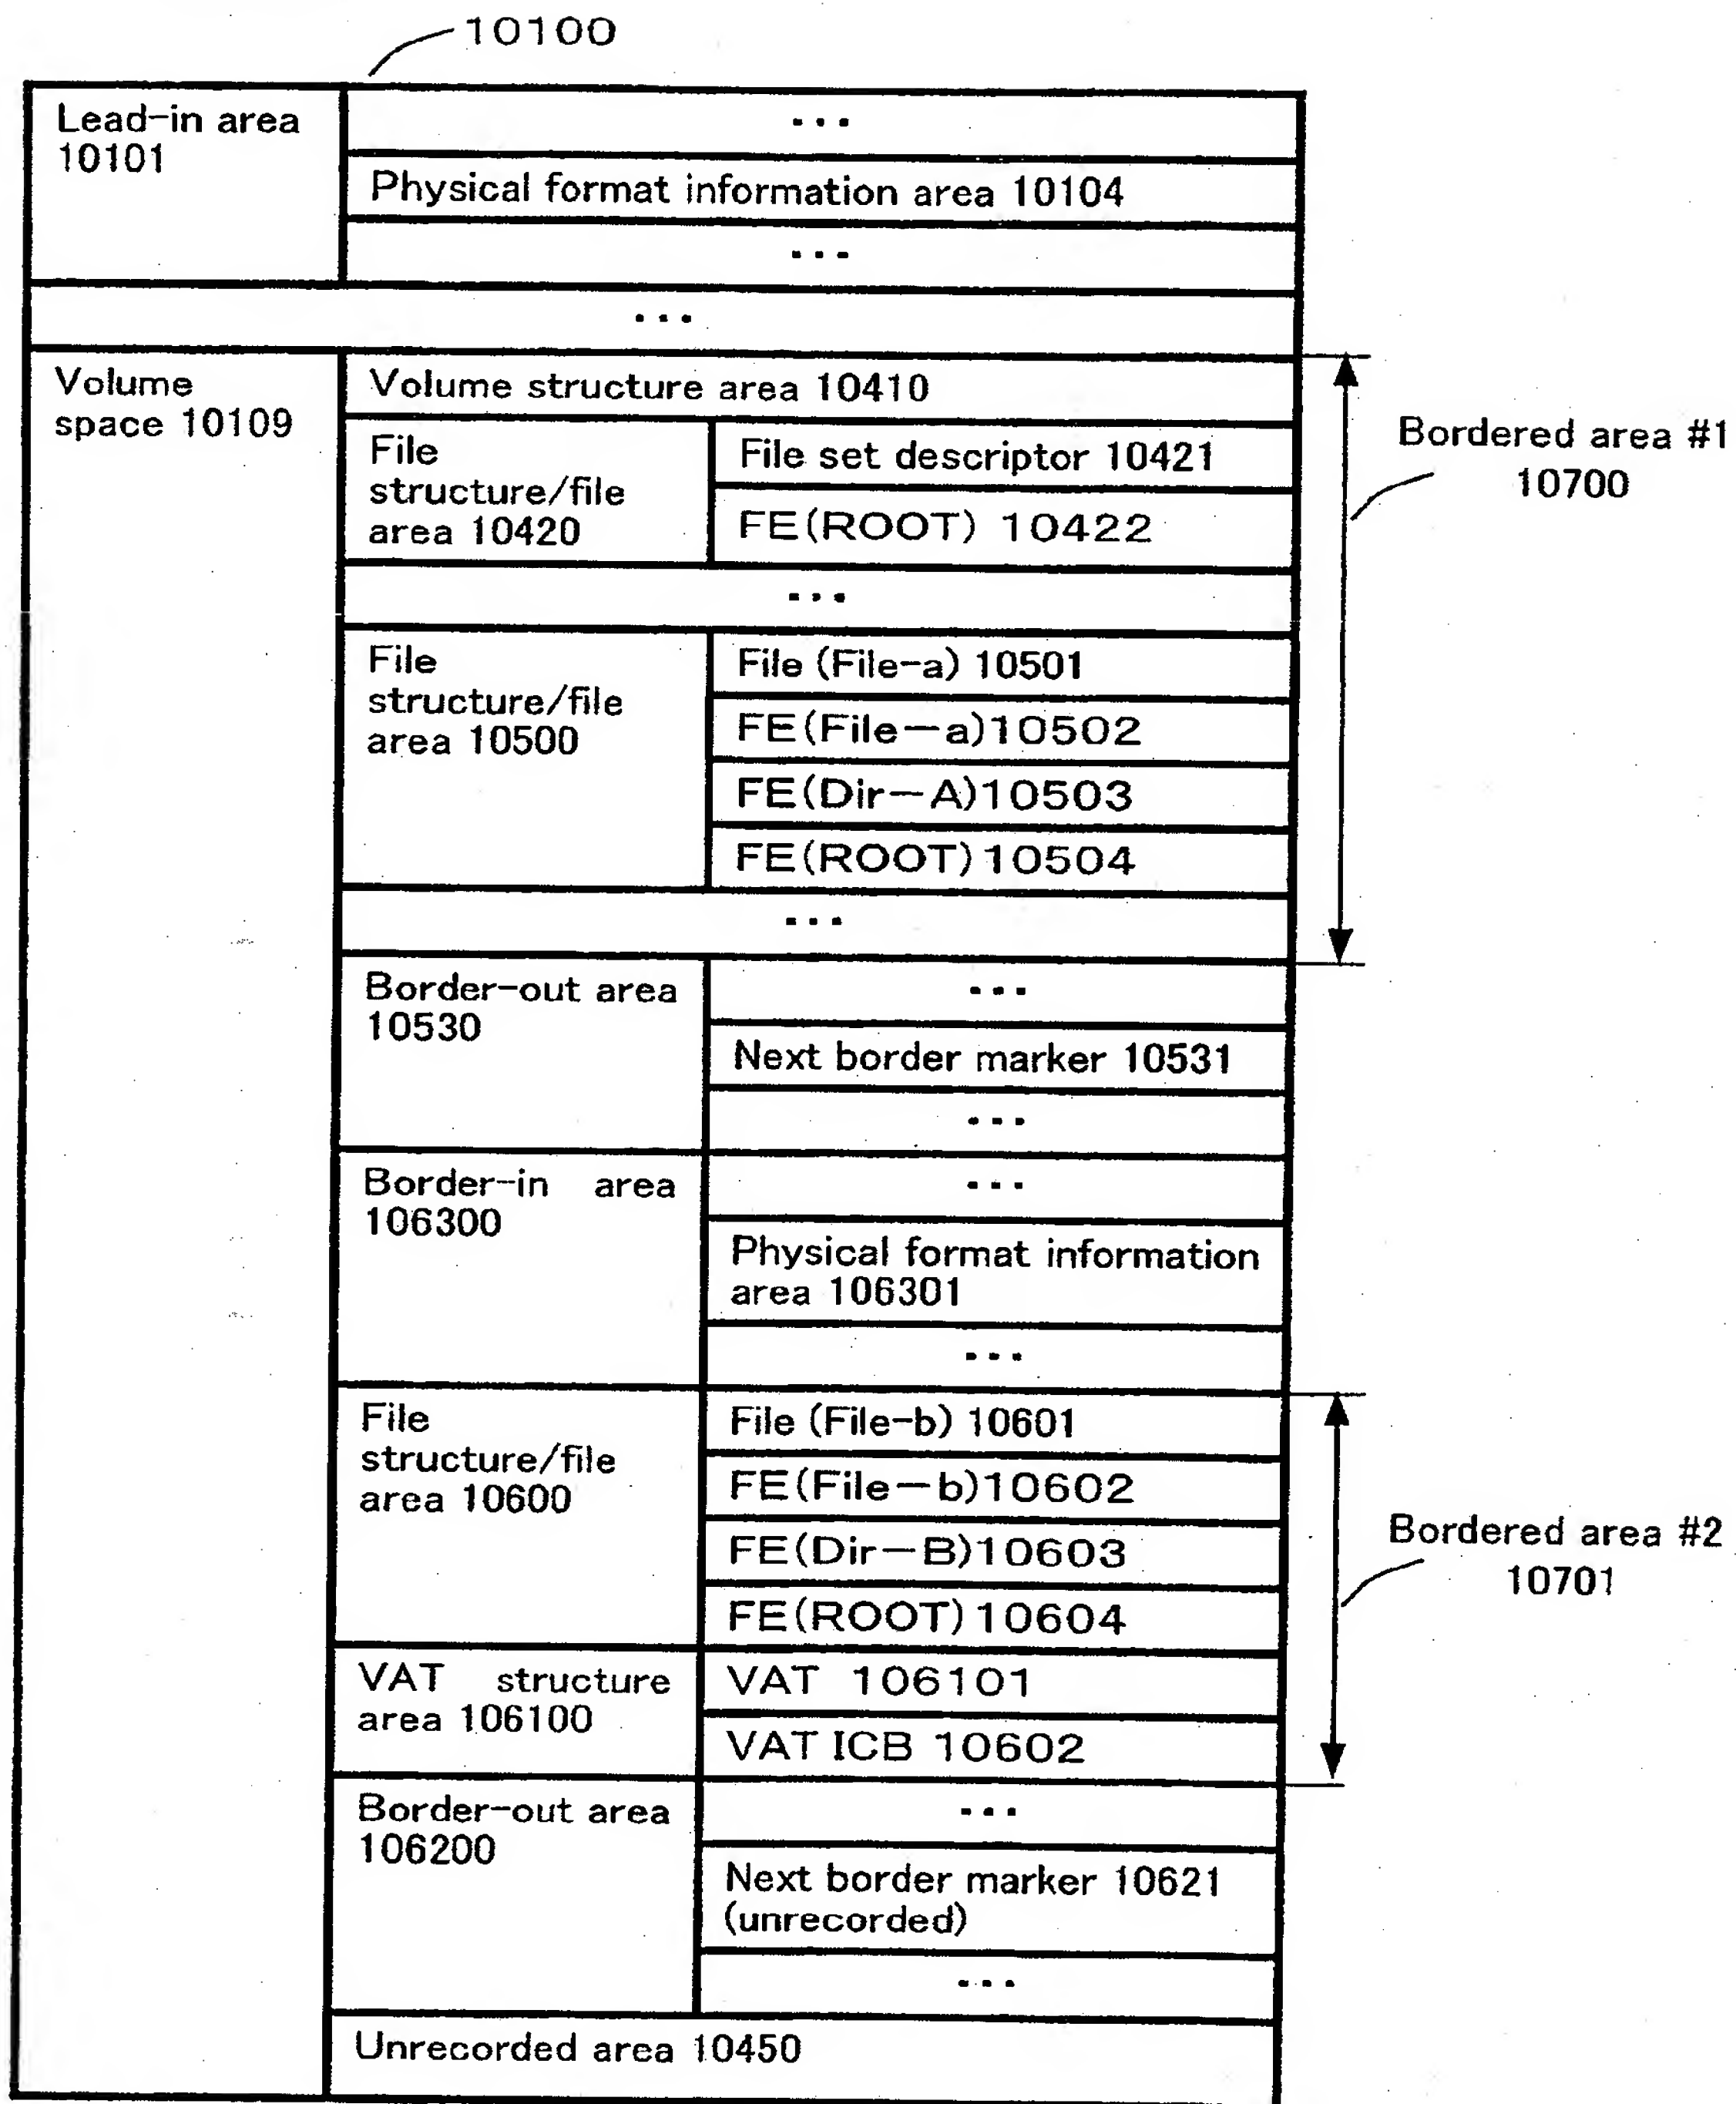 10100
Lead-in area
10101
...
Physical format information area 10104
...
...
Volume
space 10109
Volume structure area 10410
File
structure/file
area 10420
File set descriptor 10421
FE(ROOT) 10422
...
Bordered area #1
10700
File
structure/file
area 10500
File (File-a) 10501
FE(File-a)10502
FE(Dir-A)10503
FE(ROOT)10504
...
Border-out area
10530
...
Next border marker 10531
...
Border-in area
106300
...
Physical format information
area 106301
...
File
structure/file
area 10600
File (File-b) 10601
FE(File-b)10602
FE(Dir-B)10603
FE(ROOT)10604
Bordered area #2
10701
VAT structure
area 106100
VAT 106101
VAT ICB 10602
Border-out area
106200
...
Next border marker 10621
(unrecorded)
...
Unrecorded area 10450